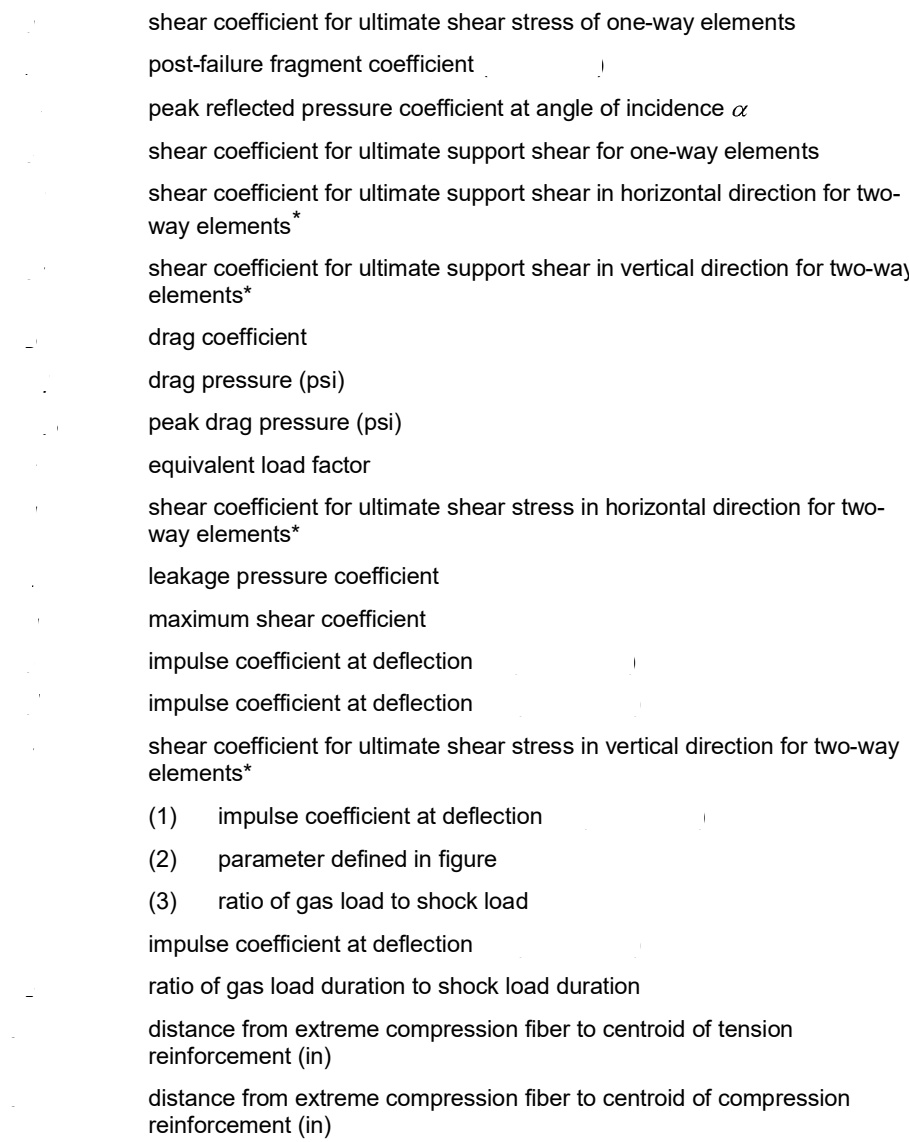 shear coefficient for ultimate shear stress of one-way elements
post-failure fragment coefficient
peak reflected pressure coefficient at angle of incidence α
shear coefficient for ultimate support shear for one-way elements
shear coefficient for ultimate support shear in horizontal direction for two-
way elements*
shear coefficient for ultimate support shear in vertical direction for two-way
elements*
drag coefficient
drag pressure (psi)
peak drag pressure (psi)
equivalent load factor
shear coefficient for ultimate shear stress in horizontal direction for two-
way elements*
leakage pressure coefficient
maximum shear coefficient
impulse coefficient at deflection
impulse coefficient at deflection
shear coefficient for ultimate shear stress in vertical direction for two-way
elements*
(1) impulse coefficient at deflection
(2) parameter defined in figure
(3) ratio of gas load to shock load
impulse coefficient at deflection
ratio of gas load duration to shock load duration
distance from extreme compression fiber to centroid of tension
reinforcement (in)
distance from extreme compression fiber to centroid of compression
reinforcement (in)